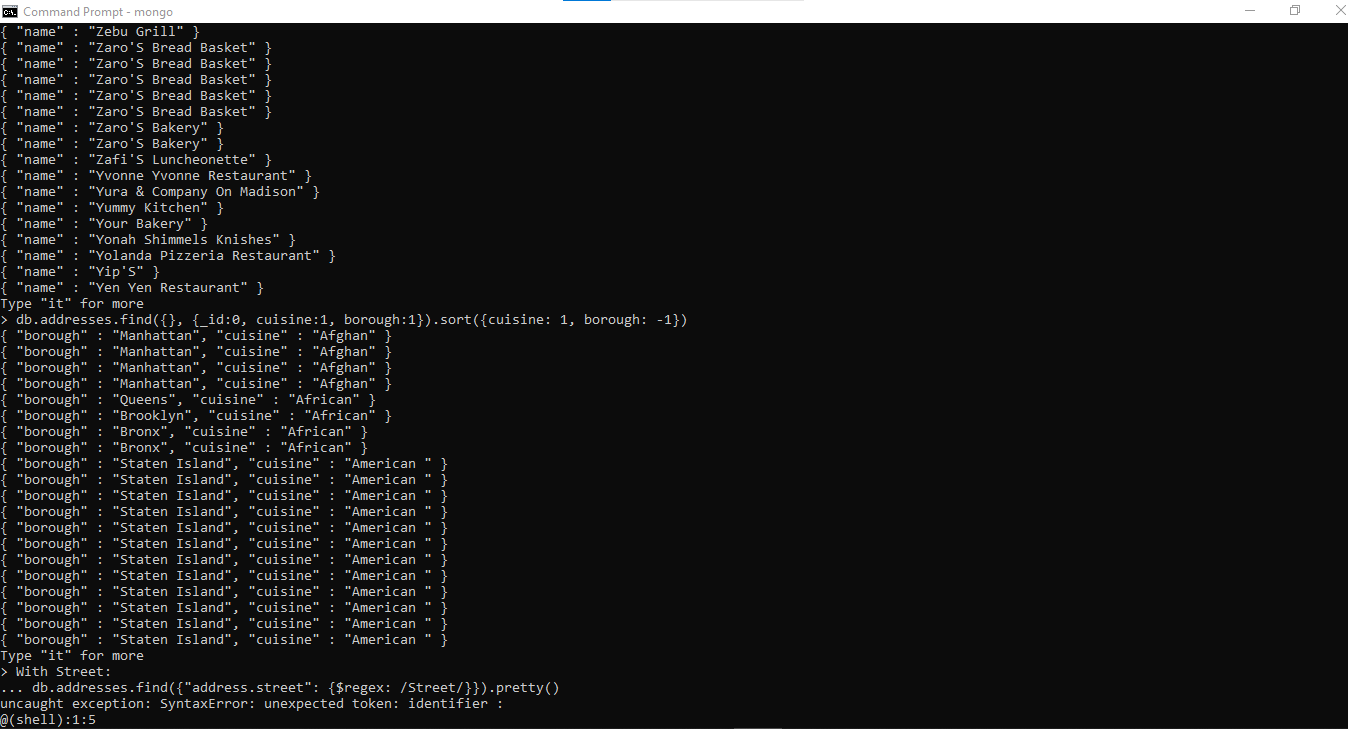 Command Prompt - mongo
{ "name" : "Zebu Grill" }
{ "name" : "Zaro'S Bread Basket" }
{ "name" : "Zaro'S Bread Basket" }
{ "name" : "Zaro'S Bread Basket" }
{ "name" : "Zaro'S Bread Basket" }
{ "name" : "Zaro'S Bread Basket" }
{ "name" : "Zaro'S Bakery" }
{ "name" : "Zaro'S Bakery" }
{ "name" : "Zafi'S Luncheonette" }
{ "name" : "Yvonne Yvonne Restaurant" }
{ "name" : "Yura & Company On Madison" }
{ "name" : "Yummy Kitchen" }
{ "name" : "Your Bakery" }
{ "name" : "Yonah Shimmels Knishes" }
{ "name" : "Yolanda Pizzeria Restaurant" }
{ "name" : "Yip'S" }
{ "name" : "Yen Yen Restaurant" }
Type "it" for more
> db.addresses.find({}, {_id:0, cuisine:1, borough:1}).sort({cuisine: 1, borough: -1})
{ "borough" : "Manhattan", "cuisine" : "Afghan" }
{ "borough" : "Manhattan", "cuisine" : "Afghan" }
{ "borough" : "Manhattan", "cuisine" : "Afghan" }
{ "borough" : "Manhattan", "cuisine" : "Afghan" }
{ "borough" : "Queens", "cuisine" : "African" }
{ "borough" : "Brooklyn", "cuisine" : "African" }
{ "borough" : "Bronx", "cuisine" : "African" }
{ "borough" : "Bronx", "cuisine" : "African" }
{ "borough" : "Staten Island", "cuisine" : "American " }
{ "borough" : "Staten Island", "cuisine" : "American " }
{ "borough" : "Staten Island", "cuisine" : "American " }
{ "borough" : "Staten Island", "cuisine" : "American " }
{ "borough" : "Staten Island", "cuisine" : "American " }
{ "borough" : "Staten Island", "cuisine" : "American " }
{ "borough" : "Staten Island", "cuisine" : "American " }
{ "borough" : "Staten Island", "cuisine" : "American " }
{ "borough" : "Staten Island", "cuisine" : "American " }
{ "borough" : "Staten Island", "cuisine" : "American " }
{ "borough" : "Staten Island", "cuisine" : "American " }
{ "borough" : "Staten Island", "cuisine" : "American " }
Type "it" for more
> With Street:
... db.addresses.find({"address.street": {$regex: /Street/}}).pretty()
uncaught exception: SyntaxError: unexpected token: identifier :
@(shell):1:5